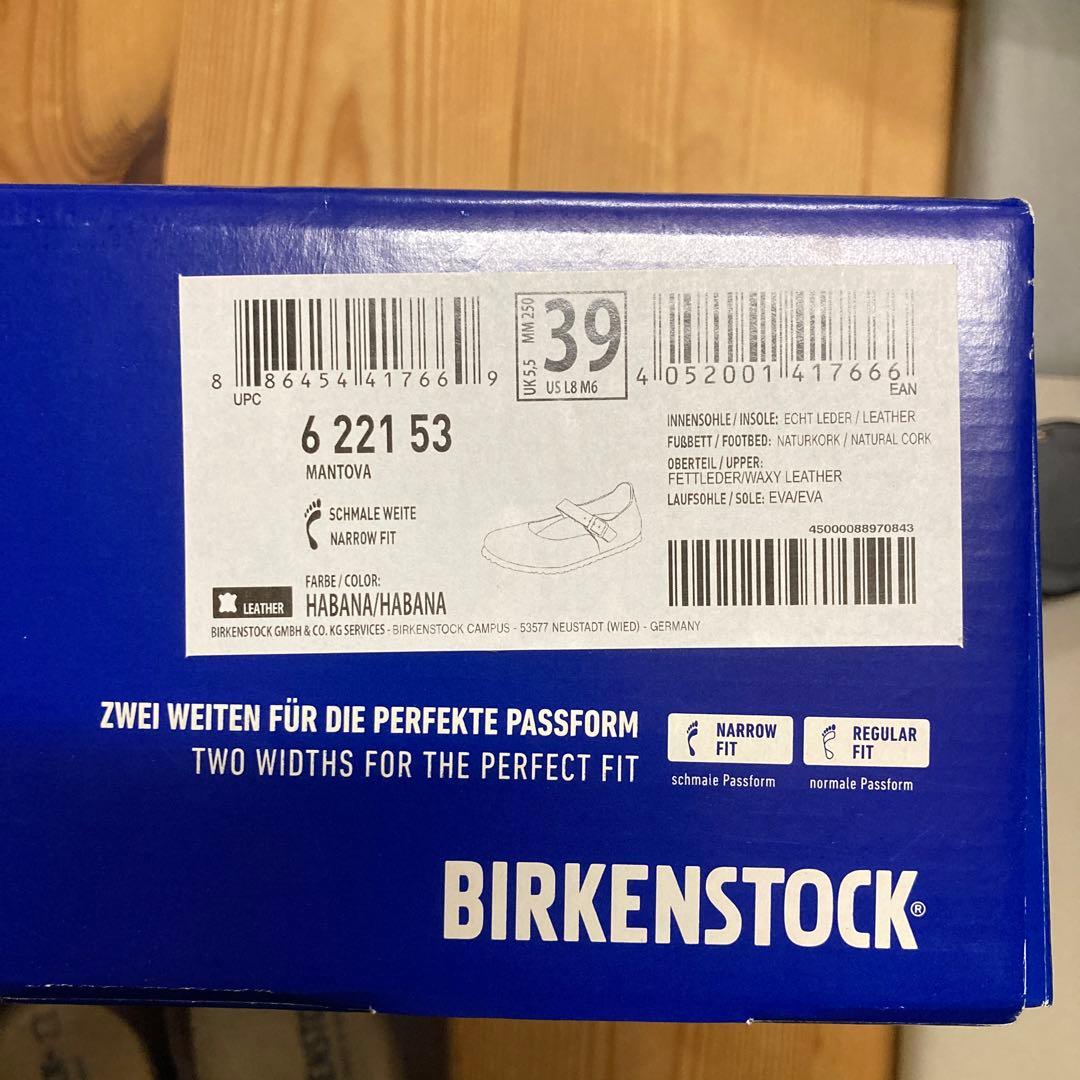 8 86454 41766 9
UPC
UK 5,5 MM 250
39
US L8 M6
4 052001 417666
EAN
6 221 53
MANTOVA
SCHMALE WEITE
NARROW FIT
LEATHER
FARBE / COLOR:
HABANA/HABANA
INNENSOHLE / INSOLE: ECHT LEDER / LEATHER
FUẞBETT / FOOTBED: NATURKORK / NATURAL CORK
OBERTEIL / UPPER:
FETTLEDER/WAXY LEATHER
LAUFSOHLE / SOLE: EVA/EVA
45000088970843
BIRKENSTOCK GMBH & CO. KG SERVICES - BIRKENSTOCK CAMPUS - 53577 NEUSTADT (WIED) - GERMANY
ZWEI WEITEN FÜR DIE PERFEKTE PASSFORM
TWO WIDTHS FOR THE PERFECT FIT
NARROW
FIT
schmale Passform
REGULAR
FIT
normale Passform
BIRKENSTOCK®